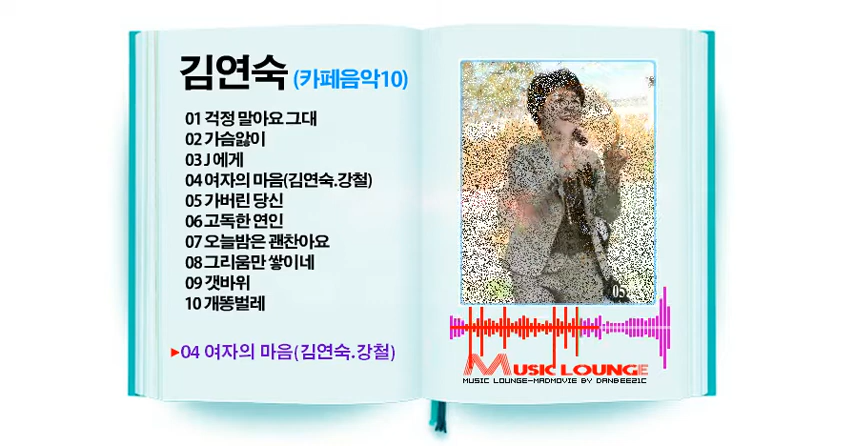 김연숙 (카페음악10)
01 걱정 말아요 그대
02 가슴앓이
03 J 에게
04 여자의 마음(김연숙.강철)
05 가버린 당신
06 고독한 연인
07 오늘밤은 괜찬아요
08 그리움만 쌓이네
09 갯바위
10 개똥벌레
▶04 여자의 마음(김연숙.강철)
05
MUSIC LOUNGE
MUSIC LOUNGE-MADMOVIE BY DANBEE21C